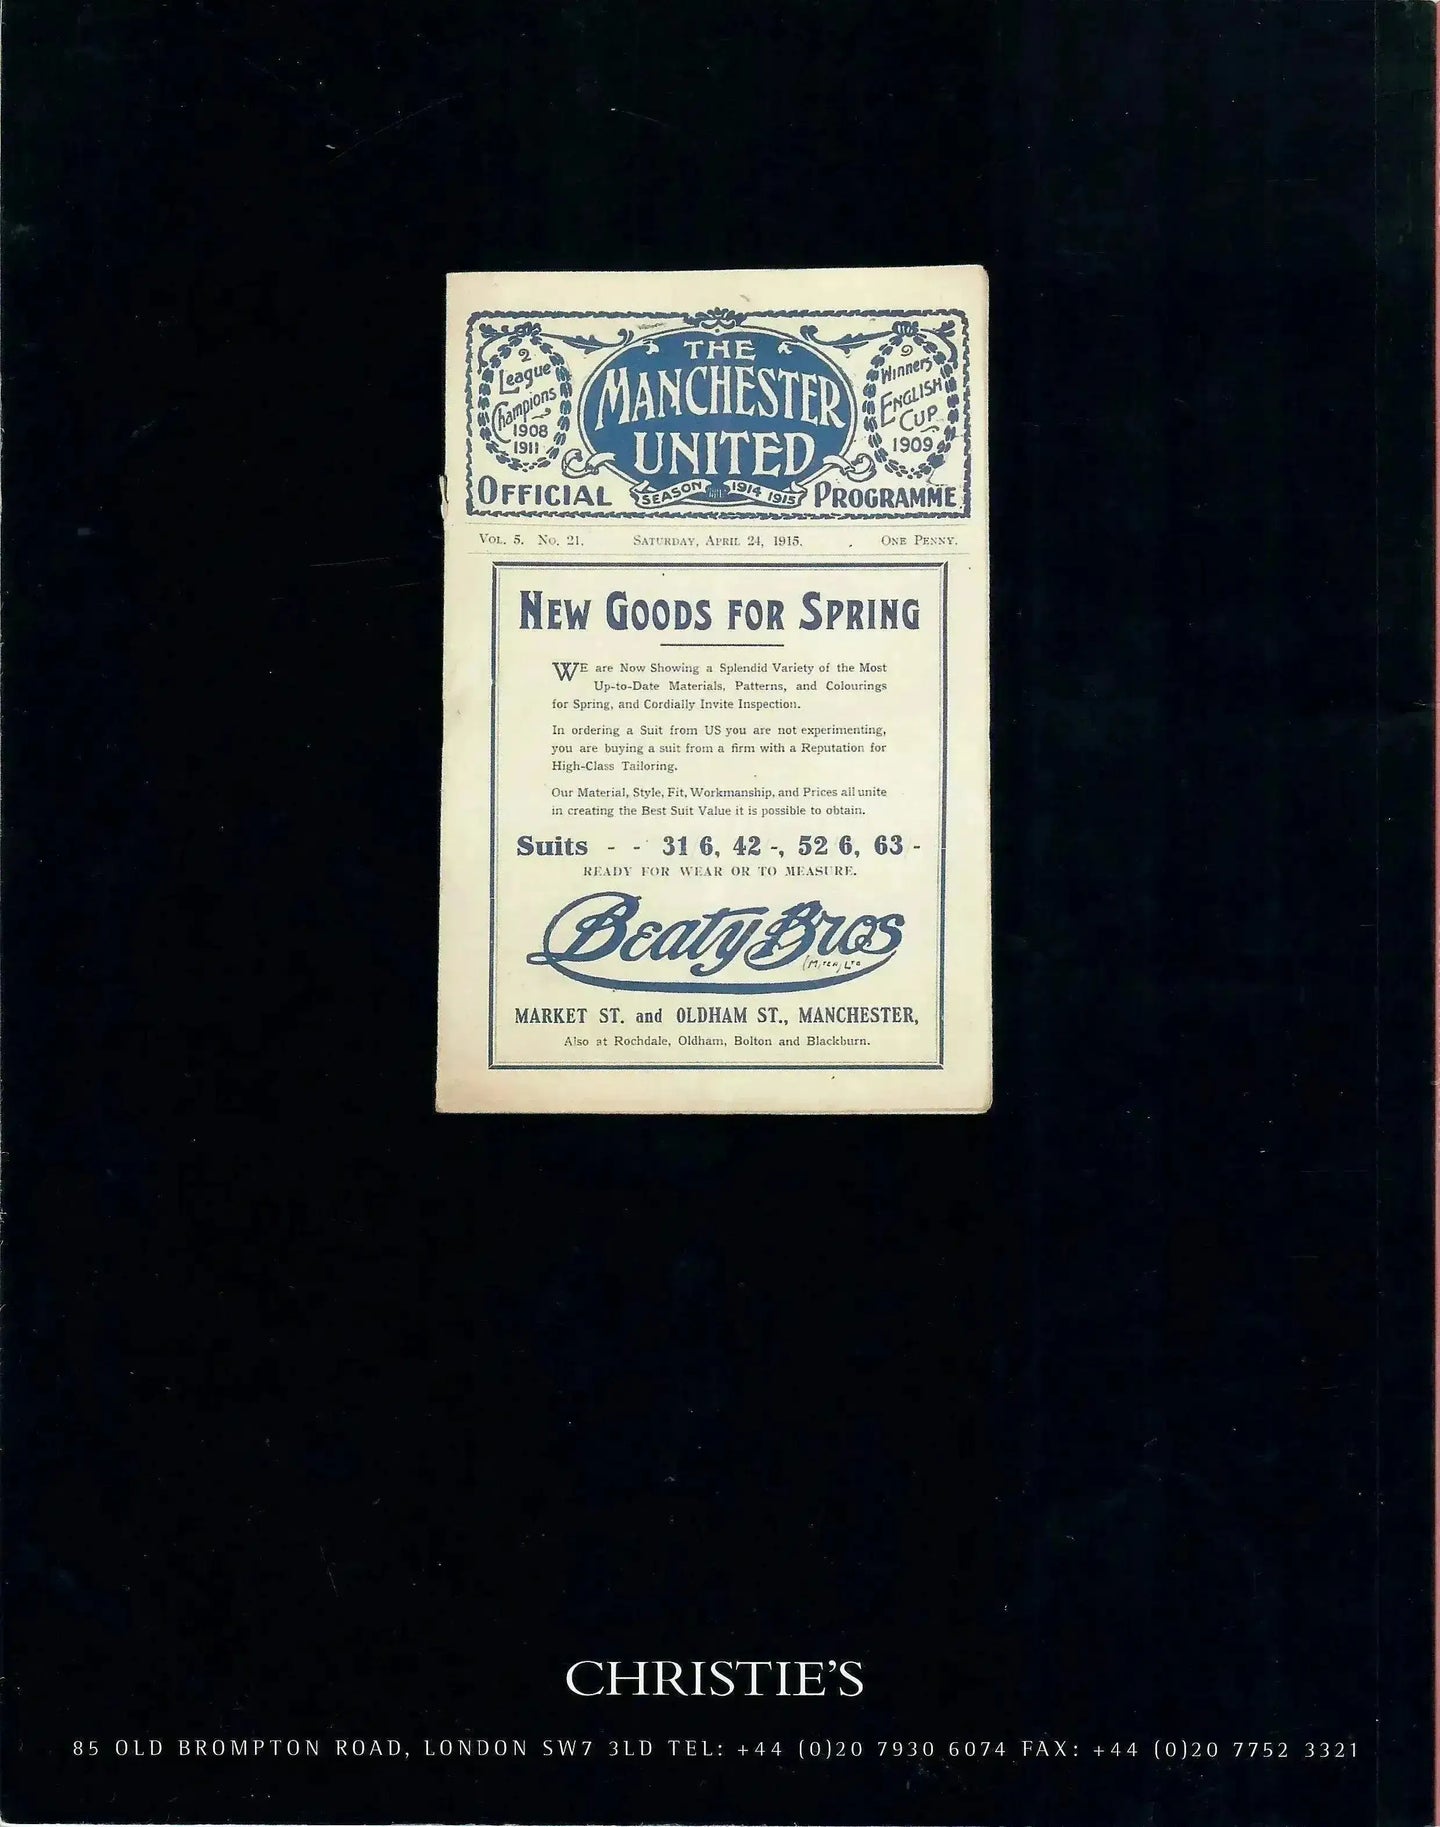 2
League
Champions
1908
1911
THE
MANCHESTER
UNITED
2
Winners
ENGLISH
CUP
1909
OFFICIAL
SEASON 1914 1915
PROGRAMME
VOL. 5. NO. 21. SATURDAY, APRIL 24, 1915. ONE PENNY.
NEW GOODS FOR SPRING
WE are Now Showing a Splendid Variety of the Most
Up-to-Date Materials, Patterns, and Colourings
for Spring, and Cordially Invite Inspection.
In ordering a Suit from US you are not experimenting,
you are buying a suit from a firm with a Reputation for
High-Class Tailoring.
Our Material, Style, Fit, Workmanship, and Prices all unite
in creating the Best Suit Value it is possible to obtain.
Suits - - 31 6, 42 -, 52 6, 63 -
READY FOR WEAR OR TO MEASURE.
Beaty Bros
(M/TER) LTD
MARKET ST. and OLDHAM ST., MANCHESTER,
Also at Rochdale, Oldham, Bolton and Blackburn.
CHRISTIE'S
85 OLD BROMPTON ROAD, LONDON SW7 3LD TEL: +44 (0)20 7930 6074 FAX: +44 (0)20 7752 3321